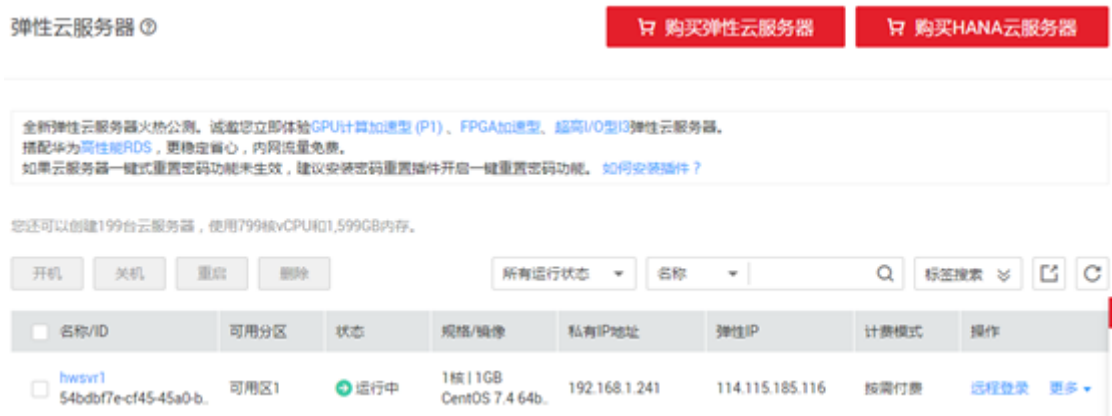 弹性云服务器
购买弹性云服务器
购买HANA云服务器
全新弹性云服务器火热公测。诚邀您立即体验GPU计算加速型 (P1) 、FPGA加速型、超高I/O型I3弹性云服务器。
搭配华为高性能RDS，更稳定省心，内网流量免费。
如果云服务器一键式重置密码功能未生效，建议安装密码重置插件开启一键重置密码功能。 如何安装插件？
您还可以创建199台云服务器，使用799核vCPU和1,599GB内存。
开机 关机 重启 删除 所有运行状态 名称 标签搜索
名称/ID 可用分区 状态 规格/镜像 私有IP地址 弹性IP 计费模式 操作
hwsvr1
54bdbf7e-cf45-45a0-b.. 可用区1 运行中 1核 | 1GB
CentOS 7.4 64b.. 192.168.1.241 114.115.185.116 按需付费 远程登录 更多